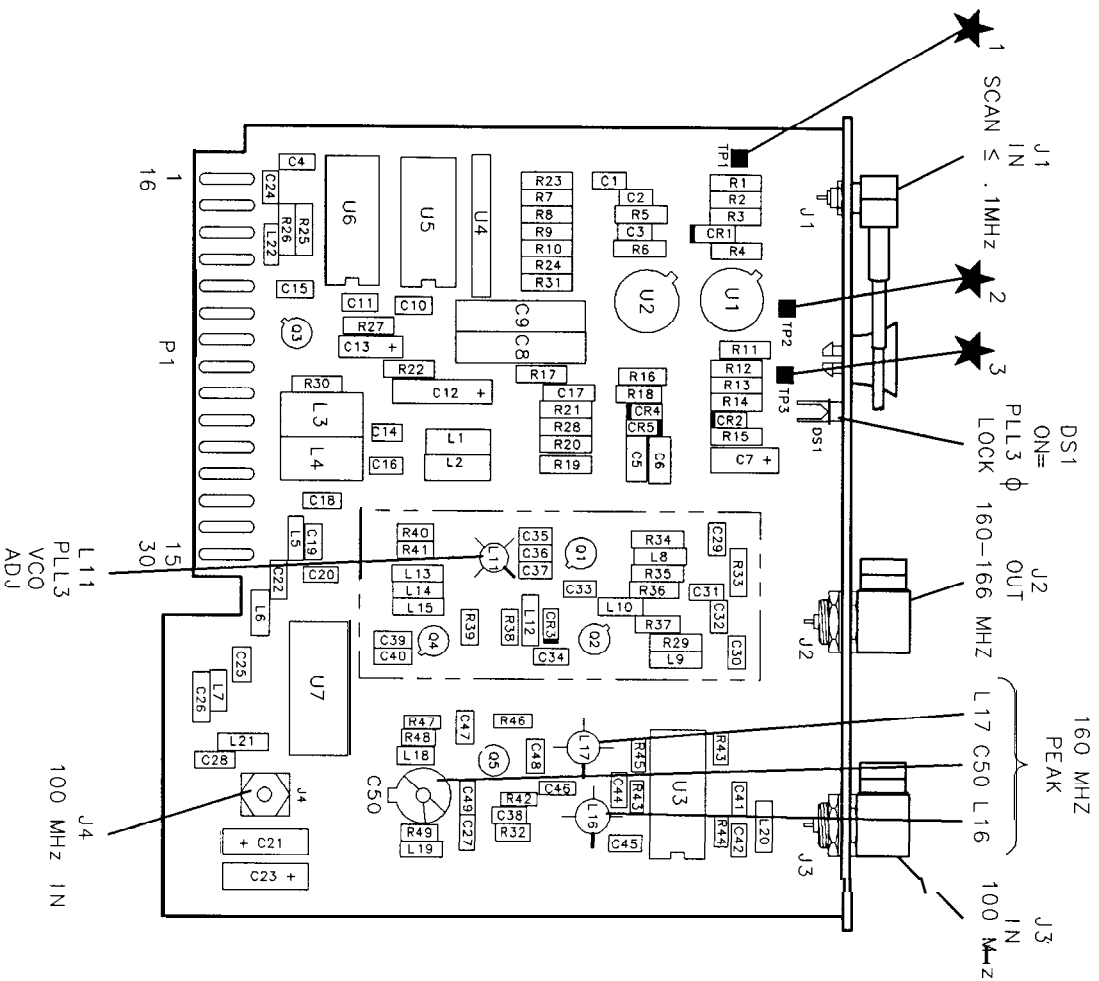 1
SCAN ≤ .1MHz
J1
IN
2
3
DS1
PLL3 ϕ
ON=
LOCK
J2
OUT
160-166 MHZ
160 MHZ
PEAK
L17 C50 L16
J3
IN
100 MHz
TP1
R1
R2
R3
CR1
R4
J1
C1
C2
R5
C3
R6
U2
U1
TP2
TP3
R23
R7
R8
R9
R10
R24
R31
U4
U5
U6
C4
C24
R26
R25
L22
1
16
C15
C11
C10
Q3
R27
C13 +
R22
C12 +
C9
C8
R17
C17
R21
R28
R20
R19
R16
R18
CR4
CR5
C5
C6
R11
R12
R13
R14
CR2
R15
C7 +
DS1
P1
R30
L3
L4
C14
C16
L1
L2
C18
L5
C19
C20
C22
15
30
L11
PLL3
VCO
ADJ
R40
R41
L11
C35
C36
C37
Q1
R34
L8
R35
R36
C29
R33
C31
C32
C33
L10
L13
L14
L15
R39
R38
L12
CR3
Q2
R37
R29
L9
C30
C39
C40
Q4
C34
J2
L6
C25
U7
L7
C26
L21
C28
J4
+ C21
C23 +
J4
100 MHz IN
R47
R48
L18
C47
R46
Q5
C48
L17
R45
U3
R43
C50
C49
C27
R49
L19
R42
C38
R32
C46
C44
R43
L16
C45
C41
R44
C42
L20
J3